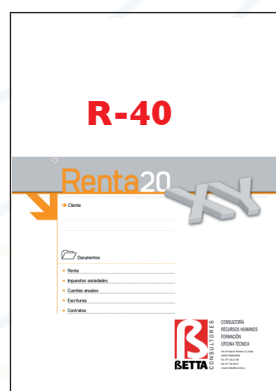 R-40
Renta20
XY
Cliente
Documentos
Renta
Impuestos sociedades
Cuentas anuales
Escrituras
Contratos
BETTA
CONSULTORES
CONSULTORÍA
RECURSOS HUMANOS
FORMACIÓN
OFICINA TÉCNICA